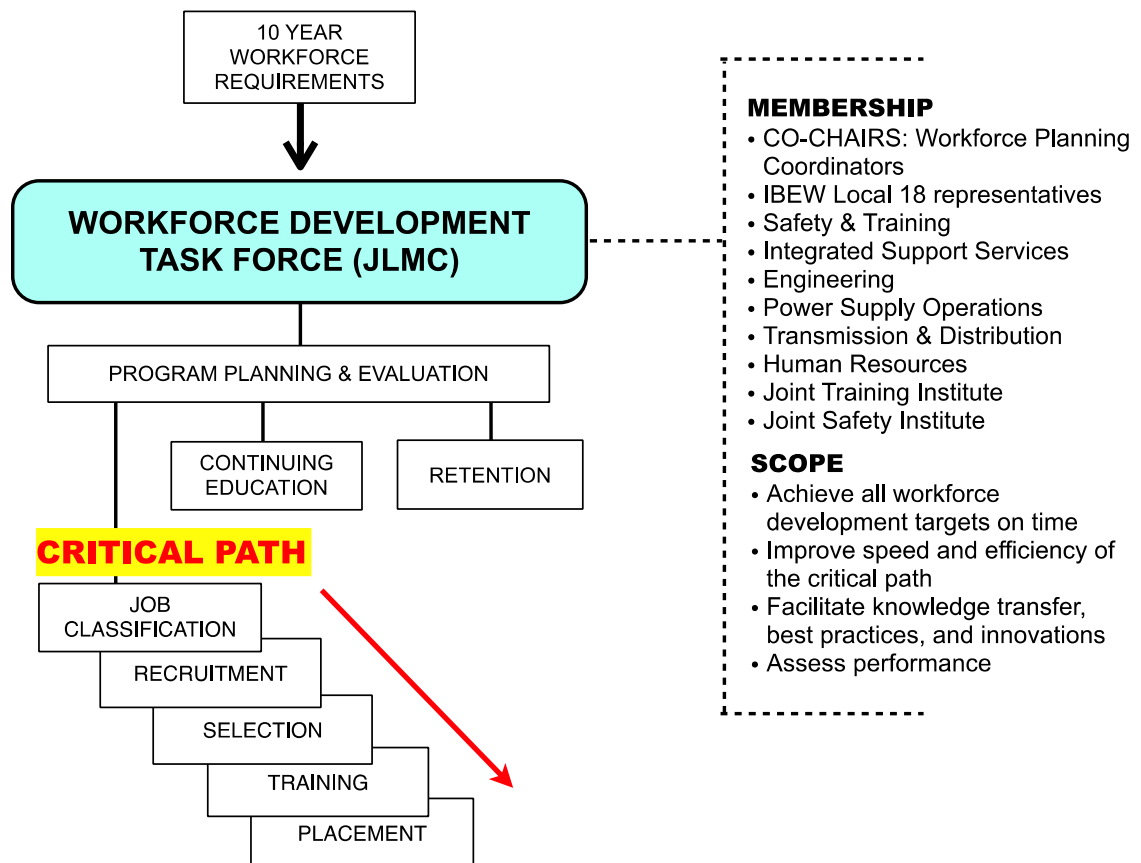 10 YEAR
WORKFORCE
REQUIREMENTS
WORKFORCE DEVELOPMENT
TASK FORCE (JLMC)
PROGRAM PLANNING & EVALUATION
CONTINUING
EDUCATION
RETENTION
CRITICAL PATH
JOB
CLASSIFICATION
RECRUITMENT
SELECTION
TRAINING
PLACEMENT
MEMBERSHIP
• CO-CHAIRS: Workforce Planning
Coordinators
• IBEW Local 18 representatives
• Safety & Training
• Integrated Support Services
• Engineering
• Power Supply Operations
• Transmission & Distribution
• Human Resources
• Joint Training Institute
• Joint Safety Institute
SCOPE
• Achieve all workforce
development targets on time
• Improve speed and efficiency of
the critical path
• Facilitate knowledge transfer,
best practices, and innovations
• Assess performance